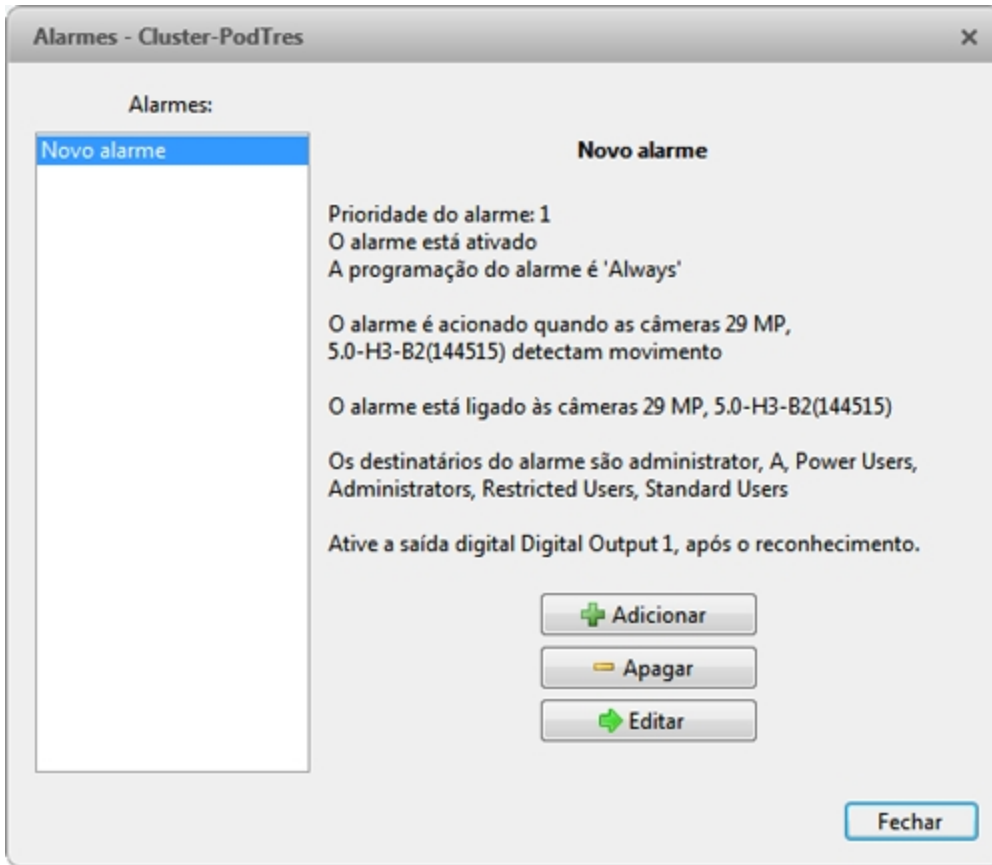 Alarmes - Cluster-PodTres
Alarmes:
Novo alarme
Novo alarme
Prioridade do alarme: 1
O alarme está ativado
A programação do alarme é 'Always'
O alarme é acionado quando as câmeras 29 MP,
5.0-H3-B2(144515) detectam movimento
O alarme está ligado às câmeras 29 MP, 5.0-H3-B2(144515)
Os destinatários do alarme são administrator, A, Power Users,
Administrators, Restricted Users, Standard Users
Ative a saída digital Digital Output 1, após o reconhecimento.
Adicionar
Apagar
Editar
Fechar